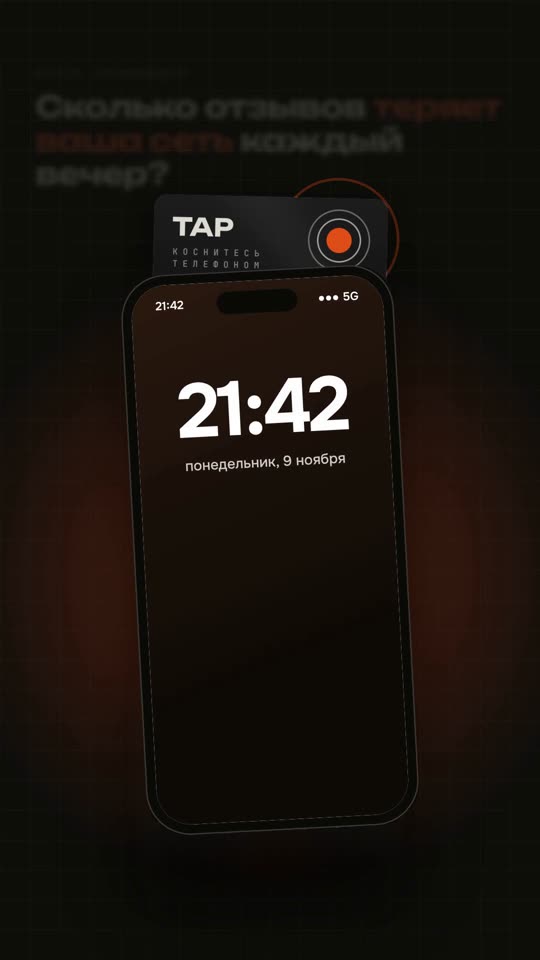 Сколько отзывов теряет
ваша сеть каждый
вечер?
TAP
КОСНИТЕСЬ
ТЕЛЕФОНОМ
21:42
5G
21:42
понедельник, 9 ноября